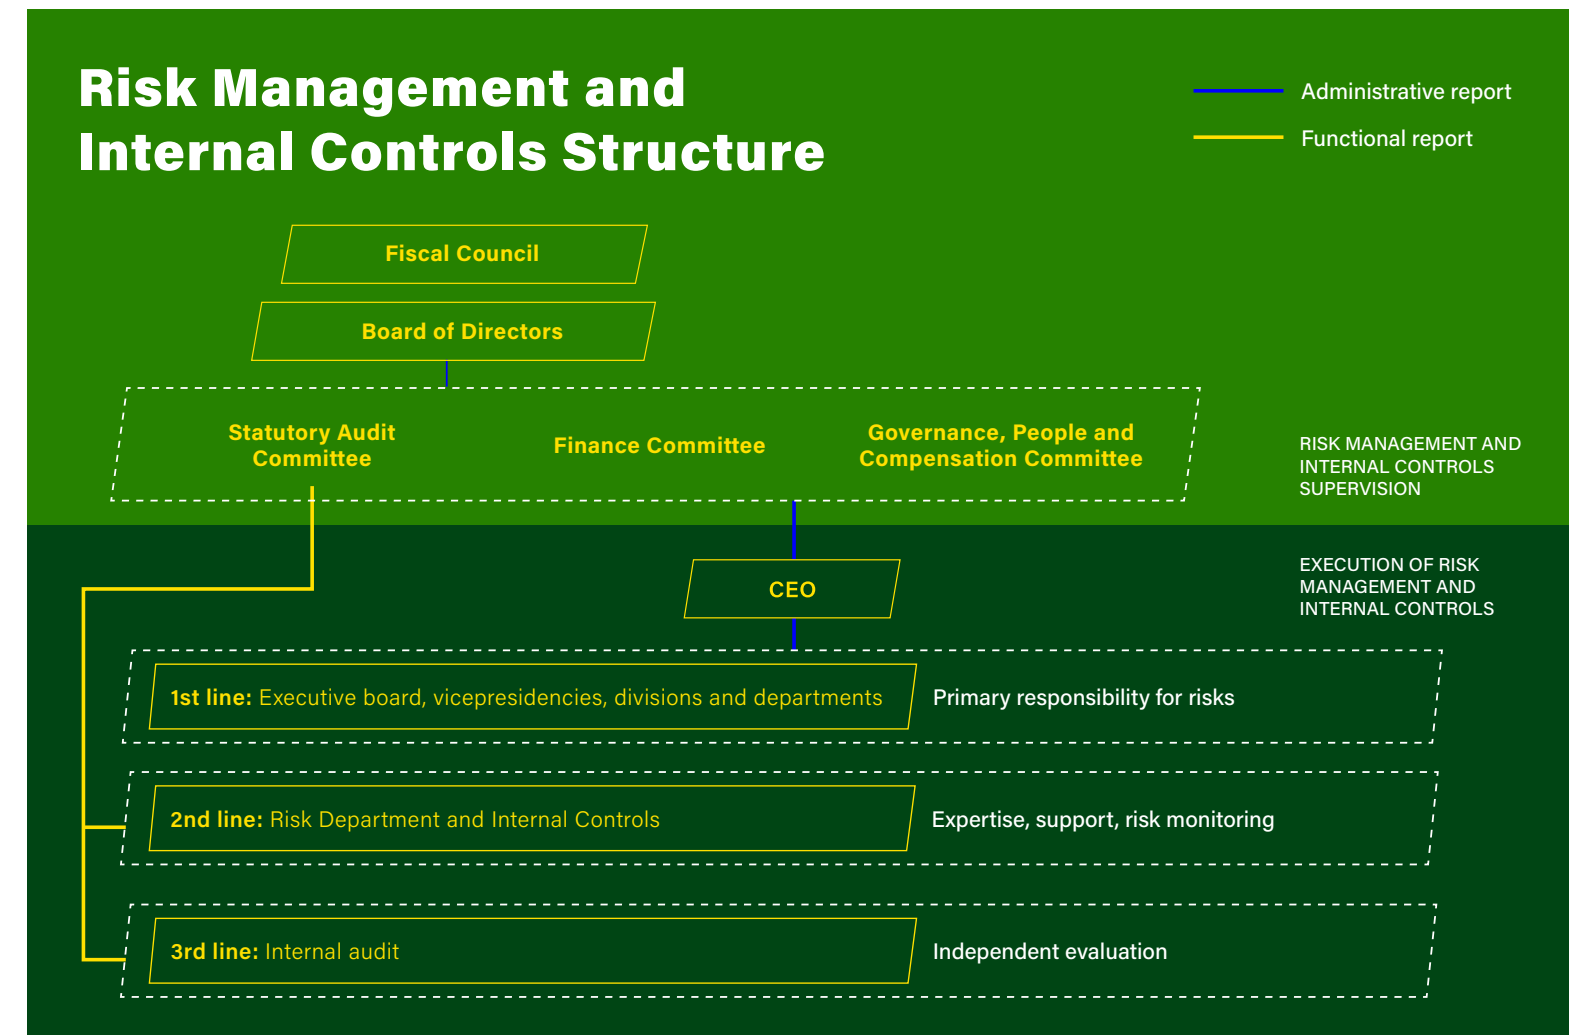 Risk Management and
Internal Controls Structure
Administrative report
Functional report
Fiscal Council
Board of Directors
Statutory Audit
Committee
Finance Committee
Governance, People and
Compensation Committee
RISK MANAGEMENT AND
INTERNAL CONTROLS
SUPERVISION
EXECUTION OF RISK
MANAGEMENT AND
INTERNAL CONTROLS
CEO
1st line: Executive board, vicepresidencies, divisions and departments
Primary responsibility for risks
2nd line: Risk Department and Internal Controls
Expertise, support, risk monitoring
3rd line: Internal audit
Independent evaluation